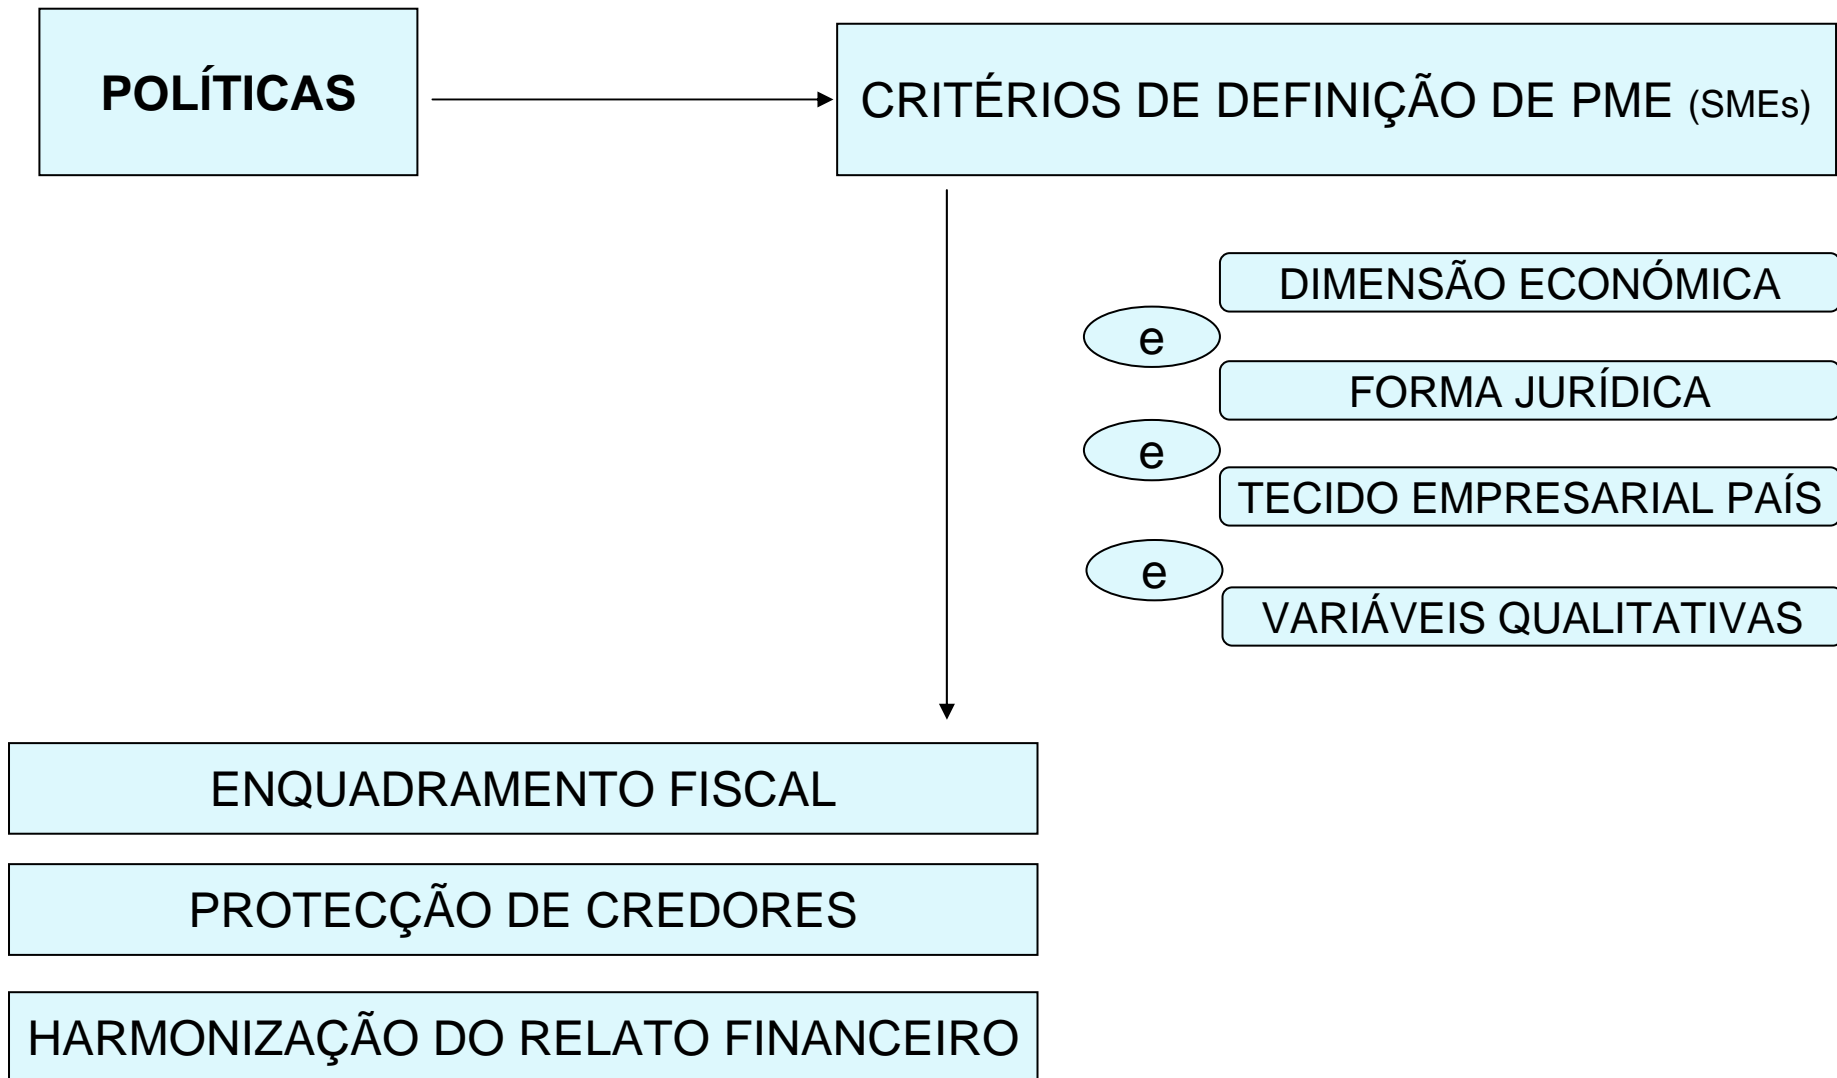 POLÍTICAS
CRITÉRIOS DE DEFINIÇÃO DE PME (SMEs)
DIMENSÃO ECONÓMICA
e
FORMA JURÍDICA
e
TECIDO EMPRESARIAL PAÍS
e
VARIÁVEIS QUALITATIVAS
ENQUADRAMENTO FISCAL
PROTECÇÃO DE CREDORES
HARMONIZAÇÃO DO RELATO FINANCEIRO